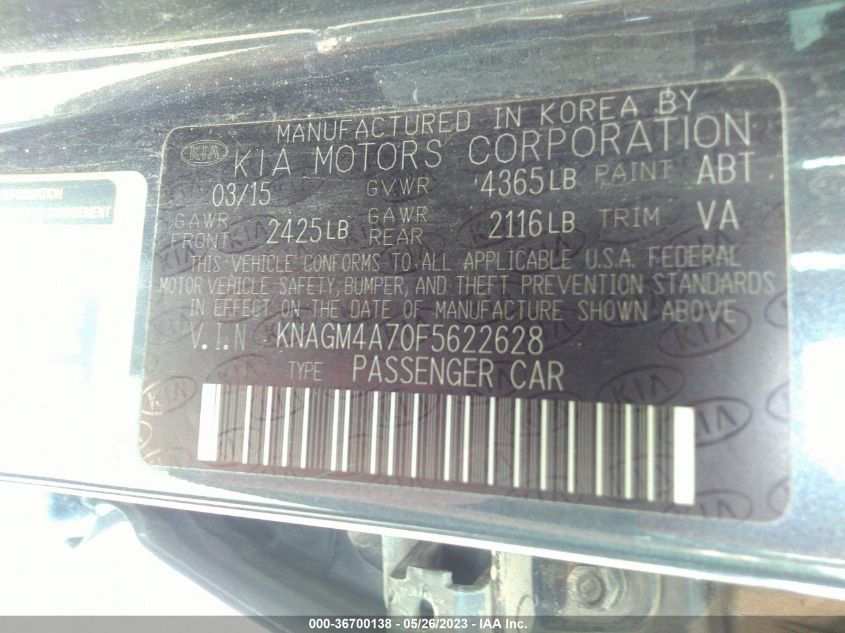 MANUFACTURED IN KOREA BY
KIA KIA MOTORS CORPORATION
03/15 GVWR 4365LB PAINT ABT
GAWR FRONT 2425LB GAWR REAR 2116LB TRIM VA
THIS VEHICLE CONFORMS TO ALL APPLICABLE U.S.A. FEDERAL
MOTOR VEHICLE SAFETY, BUMPER, AND THEFT PREVENTION STANDARDS
IN EFFECT ON THE DATE OF MANUFACTURE SHOWN ABOVE
V.I.N KNAGM4A70F5622628
TYPE PASSENGER CAR
000-36700138 - 05/26/2023 - IAA Inc.